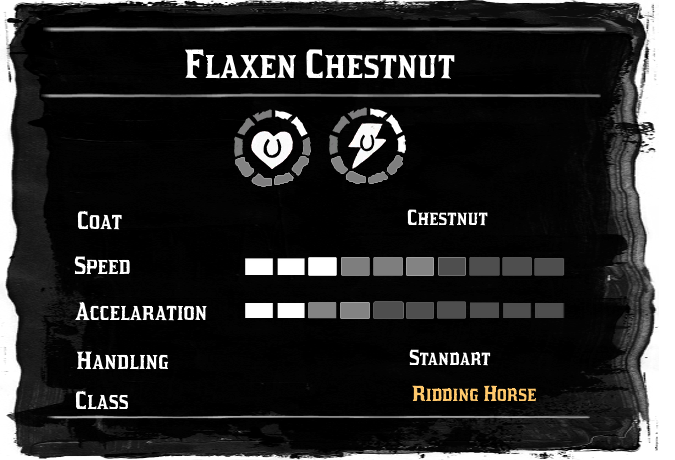 Flaxen Chestnut
Coat Chestnut
Speed
Accelaration
Handling Standart
Class Ridding Horse